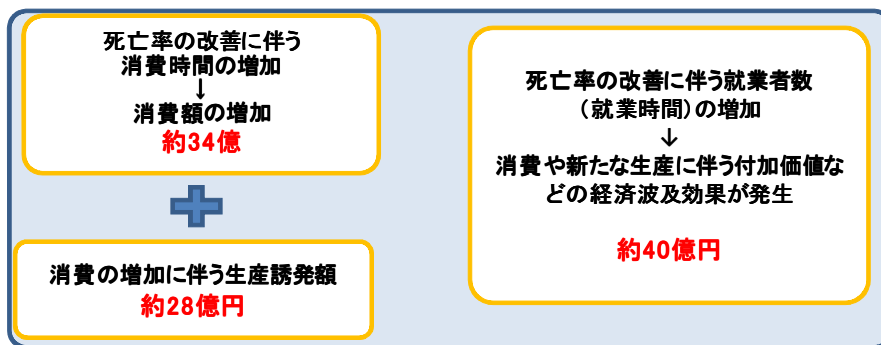 死亡率の改善に伴う
消費時間の増加
↓
消費額の増加
約34億
消費の増加に伴う生産誘発額
約28億円
死亡率の改善に伴う就業者数
（就業時間）の増加
↓
消費や新たな生産に伴う付加価値な
どの経済波及効果が発生
約40億円